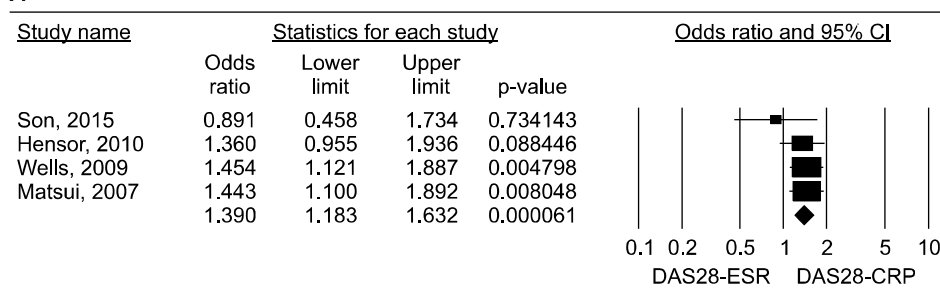 Study name Statistics for each study Odds ratio and 95% CI
Odds Lower Upper
ratio limit limit p-value
Son, 2015 0.891 0.458 1.734 0.734143
Hensor, 2010 1.360 0.955 1.936 0.088446
Wells, 2009 1.454 1.121 1.887 0.004798
Matsui, 2007 1.443 1.100 1.892 0.008048
1.390 1.183 1.632 0.000061
0.1 0.2 0.5 1 2 5 10
DAS28-ESR DAS28-CRP